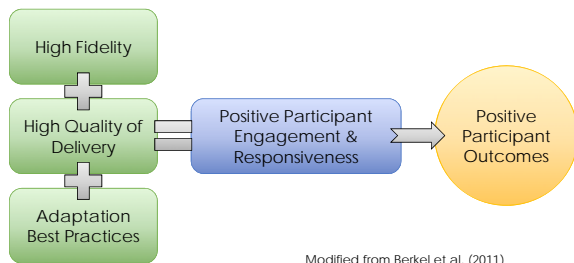 High Fidelity
High Quality of
Delivery
Adaptation
Best Practices
Positive Participant
Engagement &
Responsiveness
Positive
Participant
Outcomes
Modified from Berkel et al. (2011)